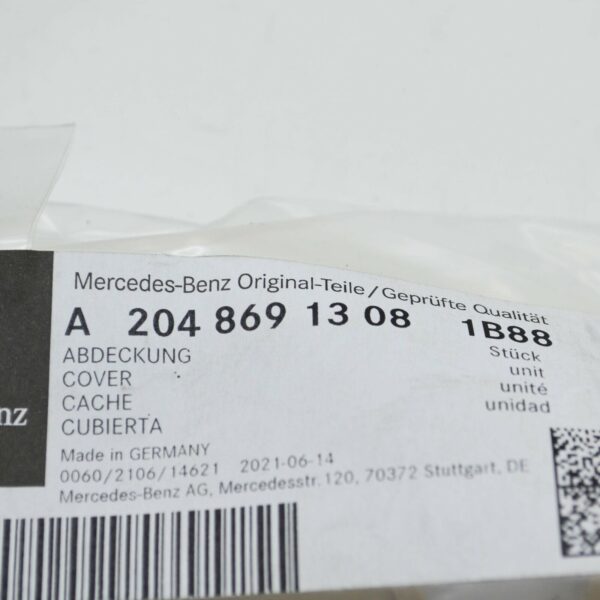 Mercedes-Benz Original-Teile/Geprüfte Qualität
A 204 869 13 08 1B88
ABDECKUNG Stück
COVER unit
CACHE unité
CUBIERTA unidad
nz
Made in GERMANY
0060/2106/14621 2021-06-14
Mercedes-Benz AG, Mercedesstr.120, 70372 Stuttgart, DE